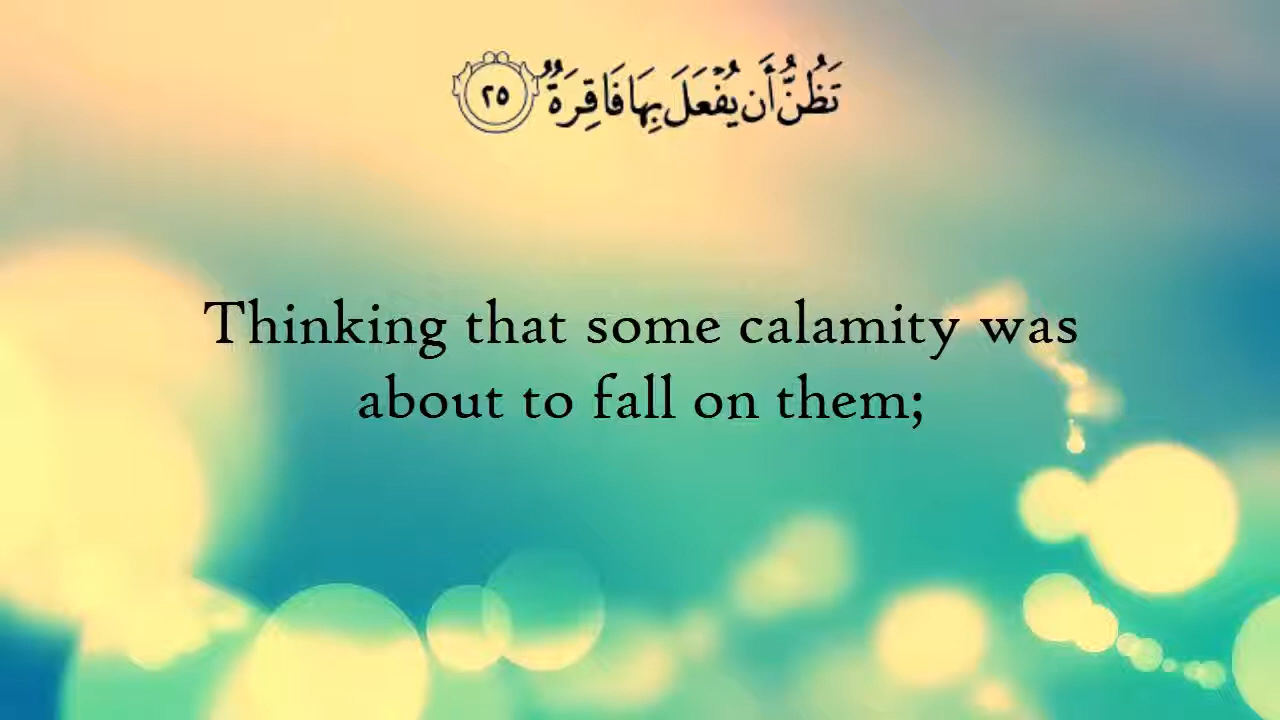 تَظُنُّ أَن يُفْعَلَ بِهَا فَاقِرَةٌ ٢٥
Thinking that some calamity was
about to fall on them;